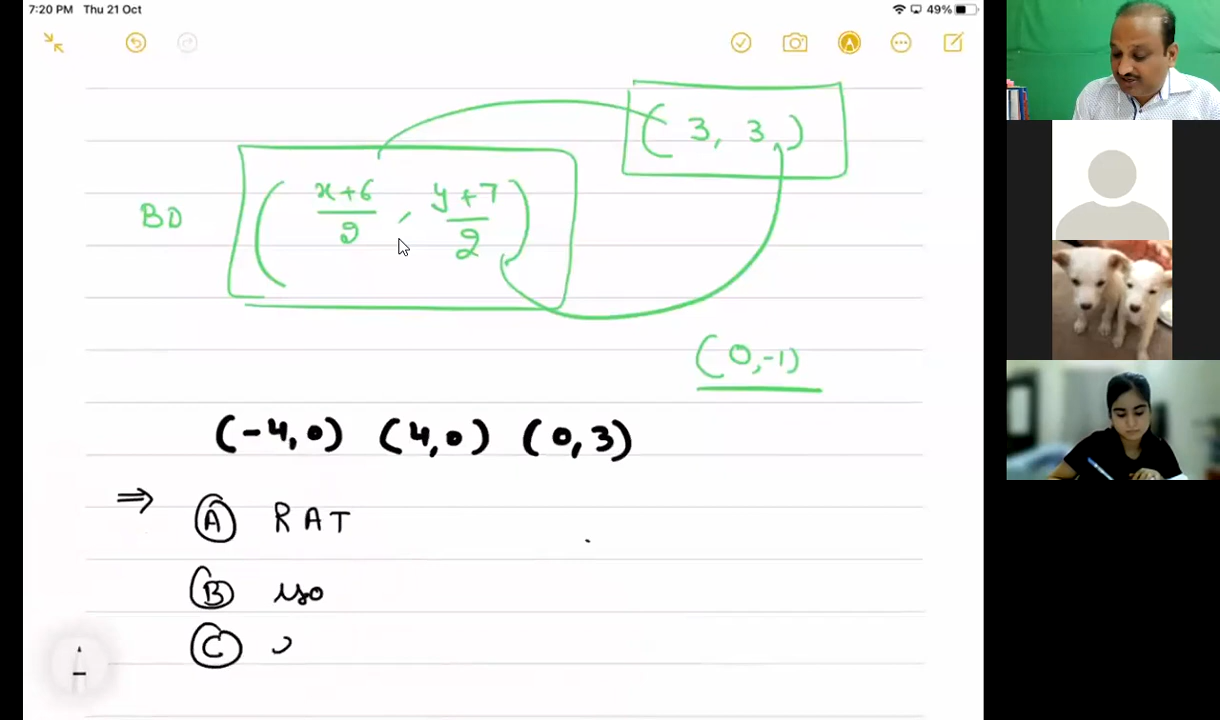 7:20 PM Thu 21 Oct
49%
(3, 3,)
BD (x+6/2, y+7/2)
(0,-1)
(-4,0) (4,0) (0,3)
⇒ A RAT
B iso
C